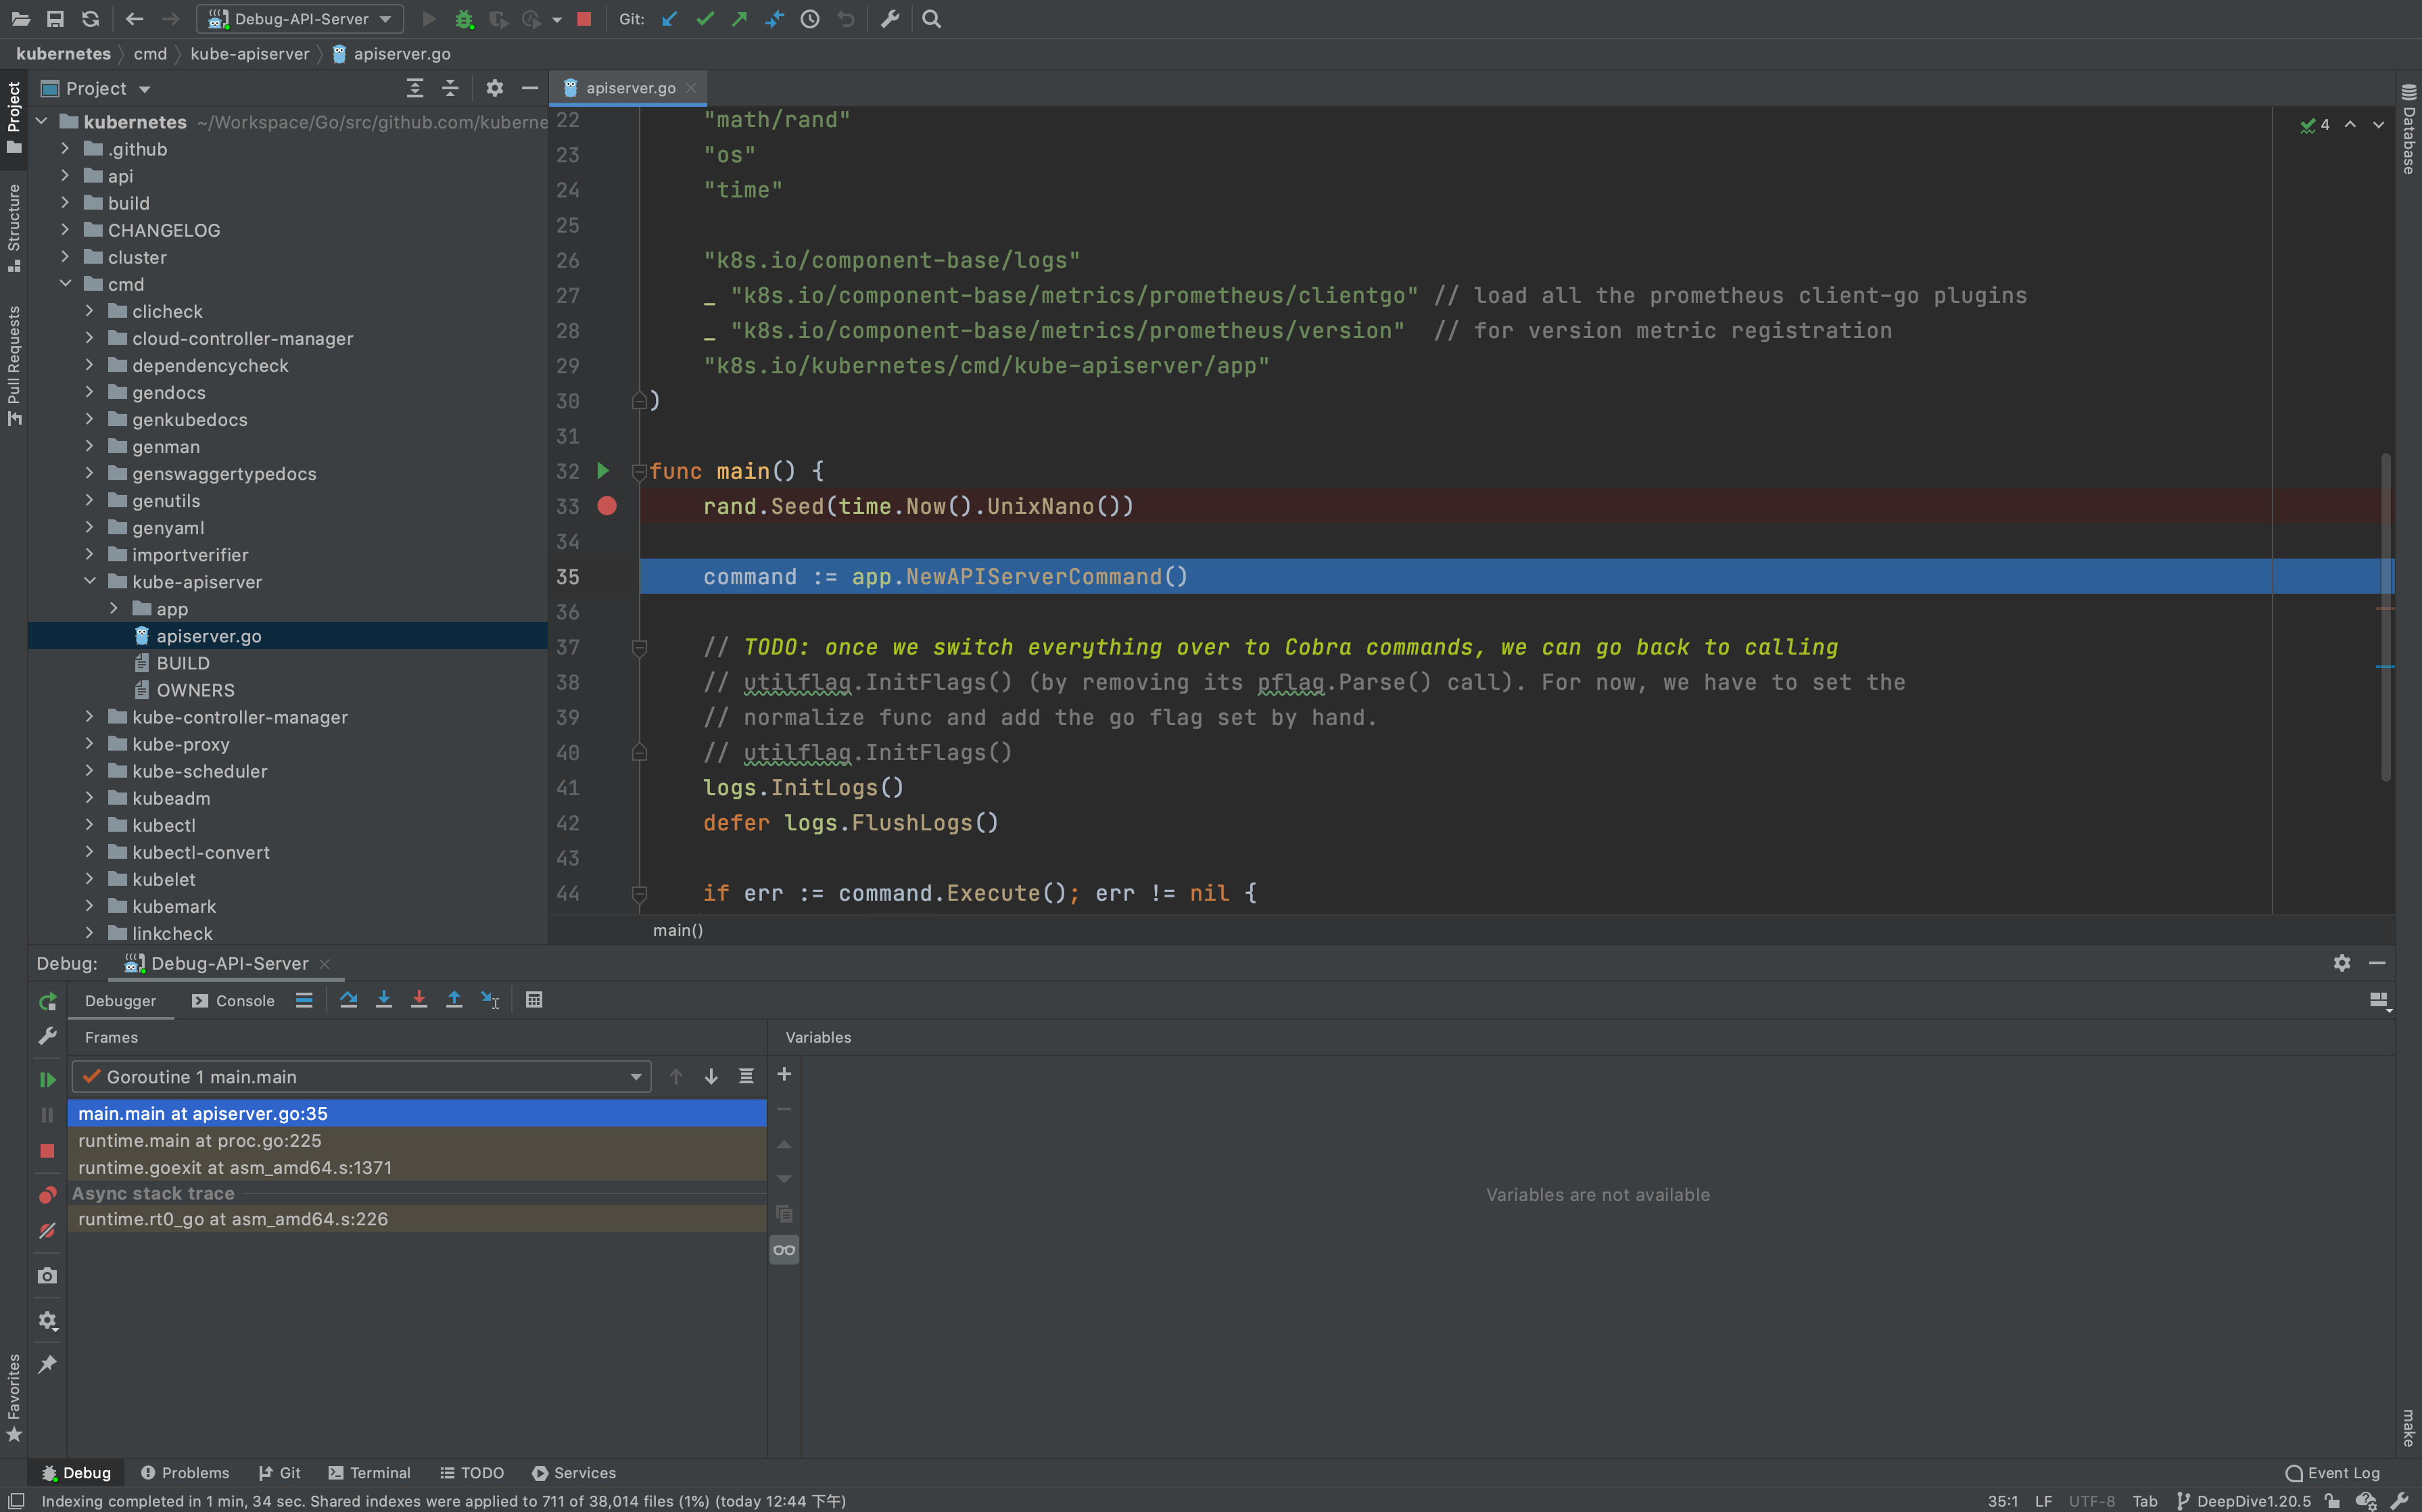 Debug-API-Server
Git:
kubernetes cmd kube-apiserver apiserver.go
Project
Structure
Pull Requests
Favorites
Project
kubernetes ~/Workspace/Go/src/github.com/kuberne
.github
api
build
CHANGELOG
cluster
cmd
clicheck
cloud-controller-manager
dependencycheck
gendocs
genkubedocs
genman
genswaggertypedocs
genutils
genyaml
importverifier
kube-apiserver
app
apiserver.go
BUILD
OWNERS
kube-controller-manager
kube-proxy
kube-scheduler
kubeadm
kubectl
kubectl-convert
kubelet
kubemark
linkcheck
apiserver.go
4
22 "math/rand"
23 "os"
24 "time"
25
26 "k8s.io/component-base/logs"
27 _ "k8s.io/component-base/metrics/prometheus/clientgo" // load all the prometheus client-go plugins
28 _ "k8s.io/component-base/metrics/prometheus/version"  // for version metric registration
29 "k8s.io/kubernetes/cmd/kube-apiserver/app"
30 )
31
32 func main() {
33 rand.Seed(time.Now().UnixNano())
34
35 command := app.NewAPIServerCommand()
36
37 // TODO: once we switch everything over to Cobra commands, we can go back to calling
38 // utilflag.InitFlags() (by removing its pflag.Parse() call). For now, we have to set the
39 // normalize func and add the go flag set by hand.
40 // utilflag.InitFlags()
41 logs.InitLogs()
42 defer logs.FlushLogs()
43
44 if err := command.Execute(); err != nil {
main()
Database
make
Debug: Debug-API-Server
Debugger Console
Frames
Variables
Goroutine 1 main.main
main.main at apiserver.go:35
runtime.main at proc.go:225
runtime.goexit at asm_amd64.s:1371
Async stack trace
runtime.rt0_go at asm_amd64.s:226
Variables are not available
Debug Problems Git Terminal TODO Services Event Log
Indexing completed in 1 min, 34 sec. Shared indexes were applied to 711 of 38,014 files (1%) (today 12:44 下午) 35:1 LF UTF-8 Tab DeepDive1.20.5